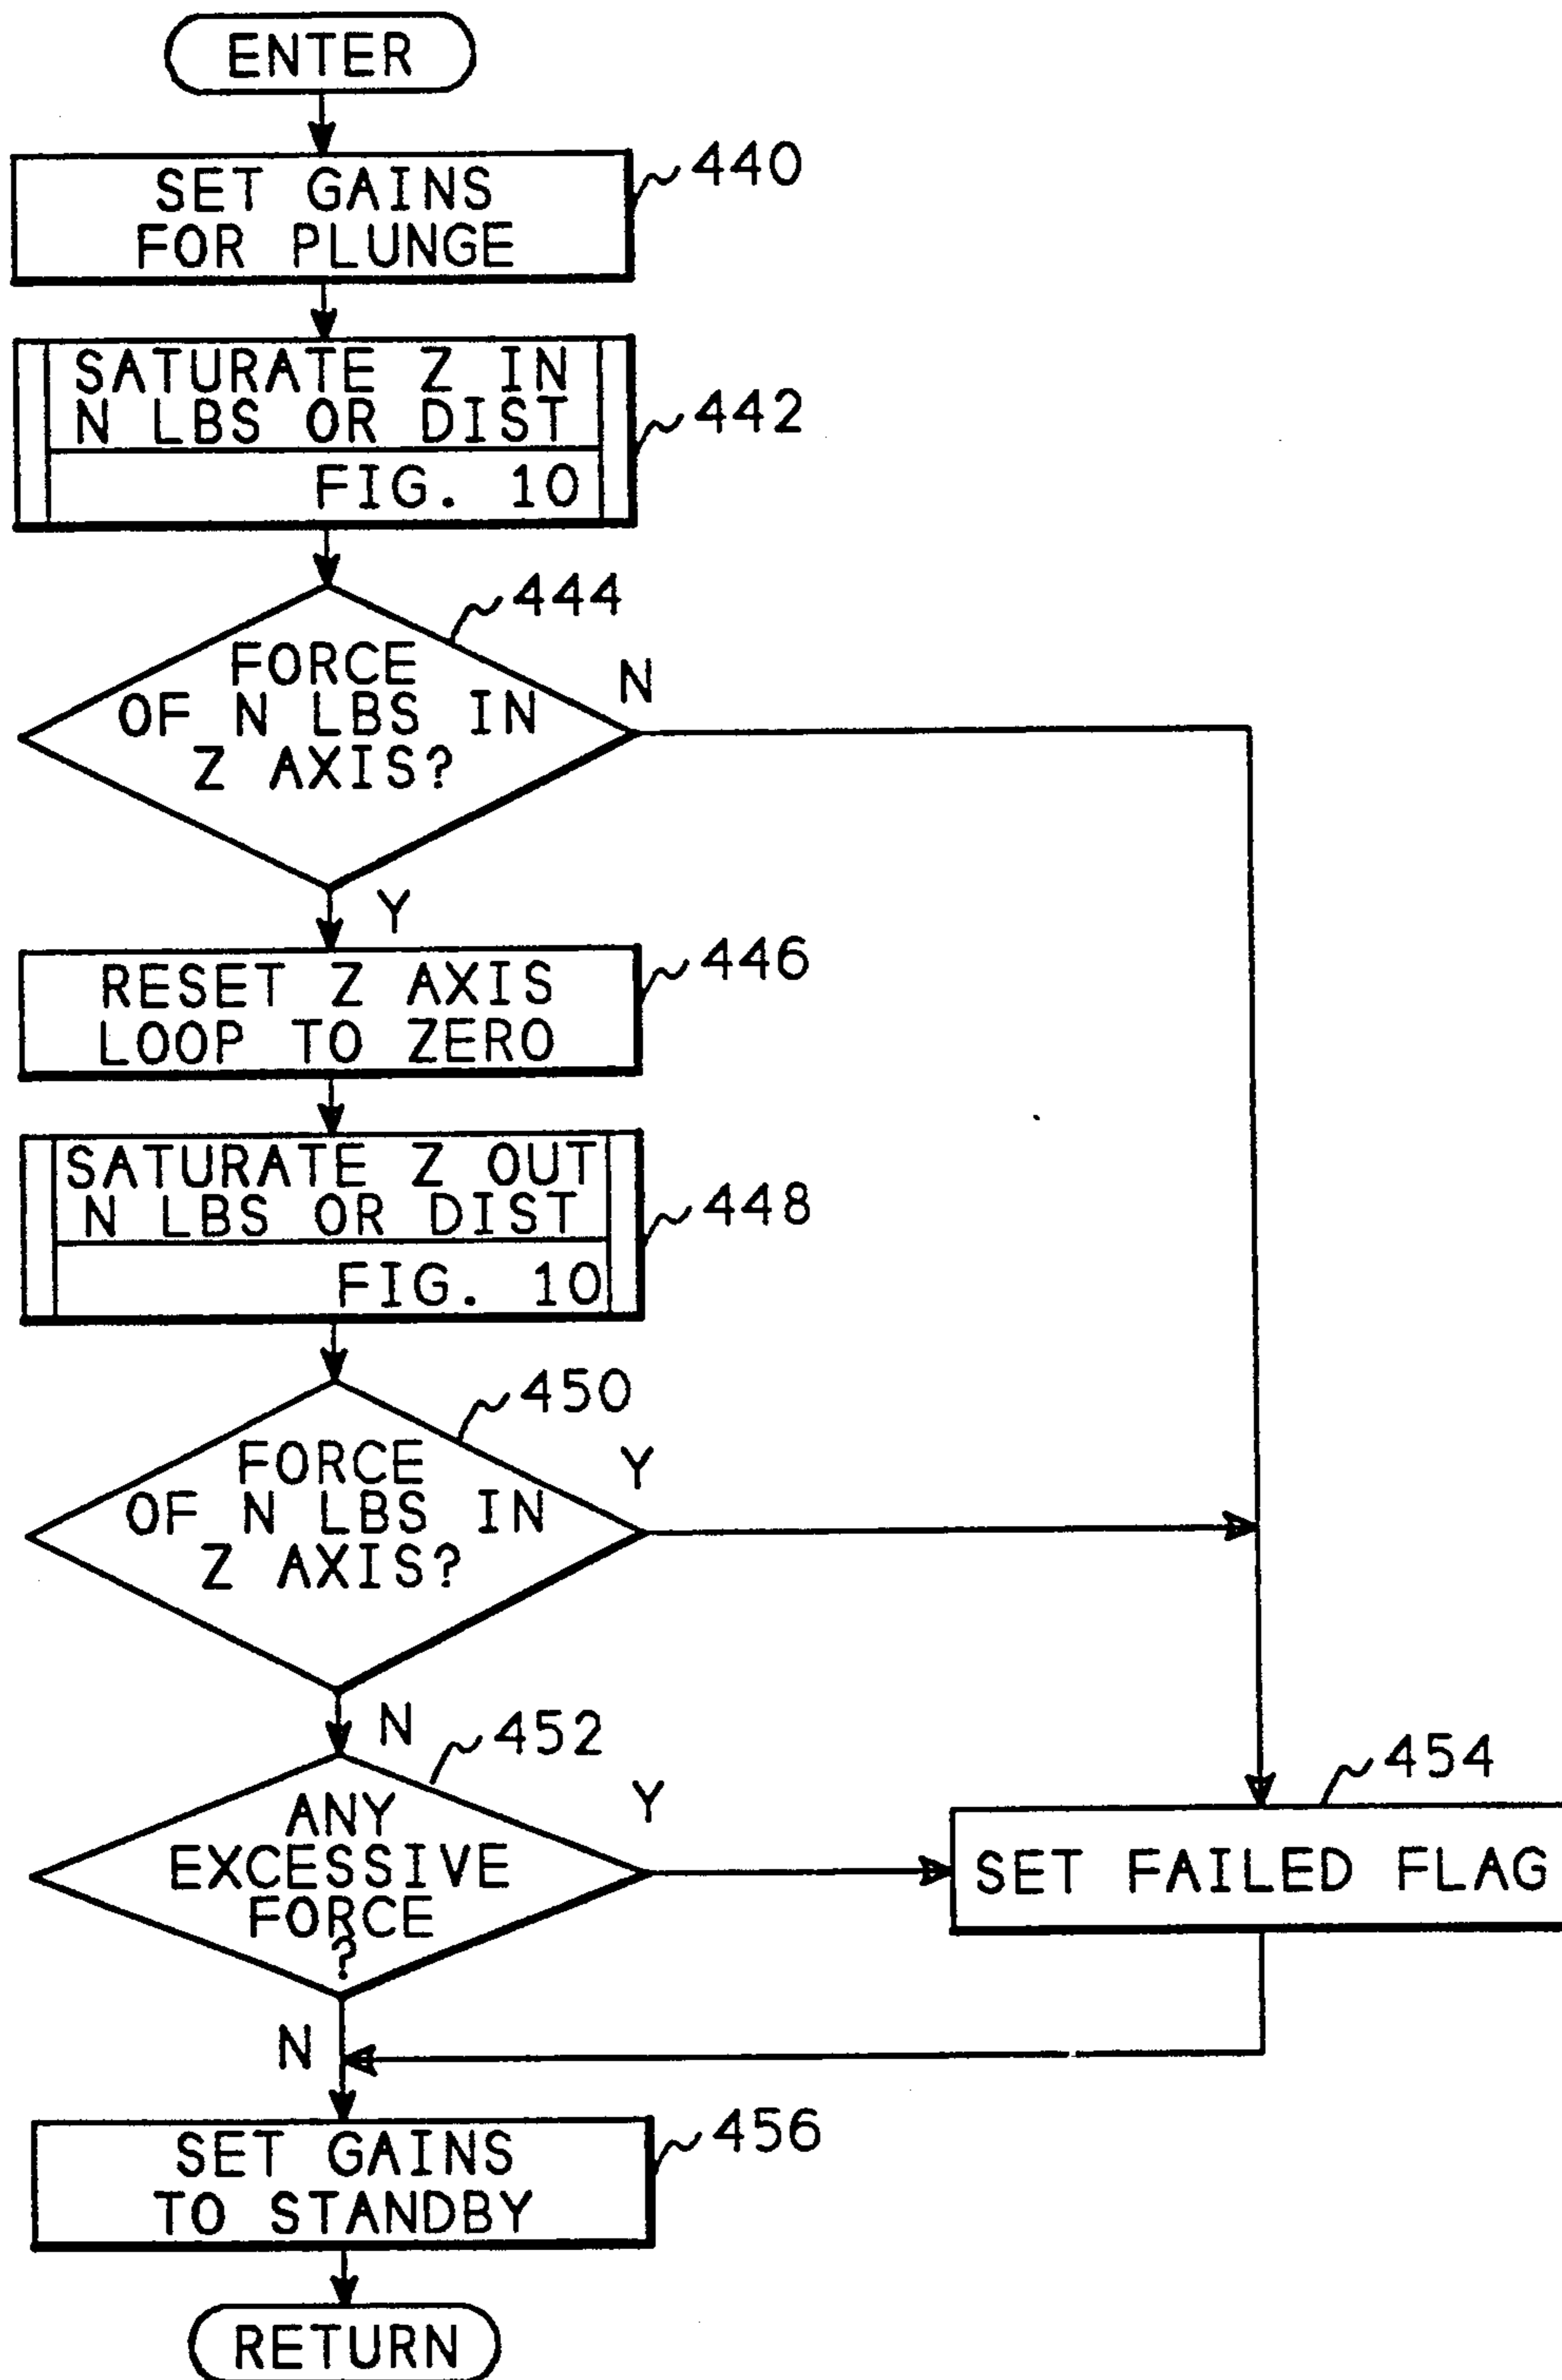 ENTER
SET GAINS
FOR PLUNGE
440
SATURATE Z IN
N LBS OR DIST
FIG. 10
442
444
FORCE
OF N LBS IN
Z AXIS?
N
Y
RESET Z AXIS
LOOP TO ZERO
446
SATURATE Z OUT
N LBS OR DIST
FIG. 10
448
450
FORCE
OF N LBS IN
Z AXIS?
Y
N
452
ANY
EXCESSIVE
FORCE
?
Y
454
SET FAILED FLAG
N
SET GAINS
TO STANDBY
456
RETURN